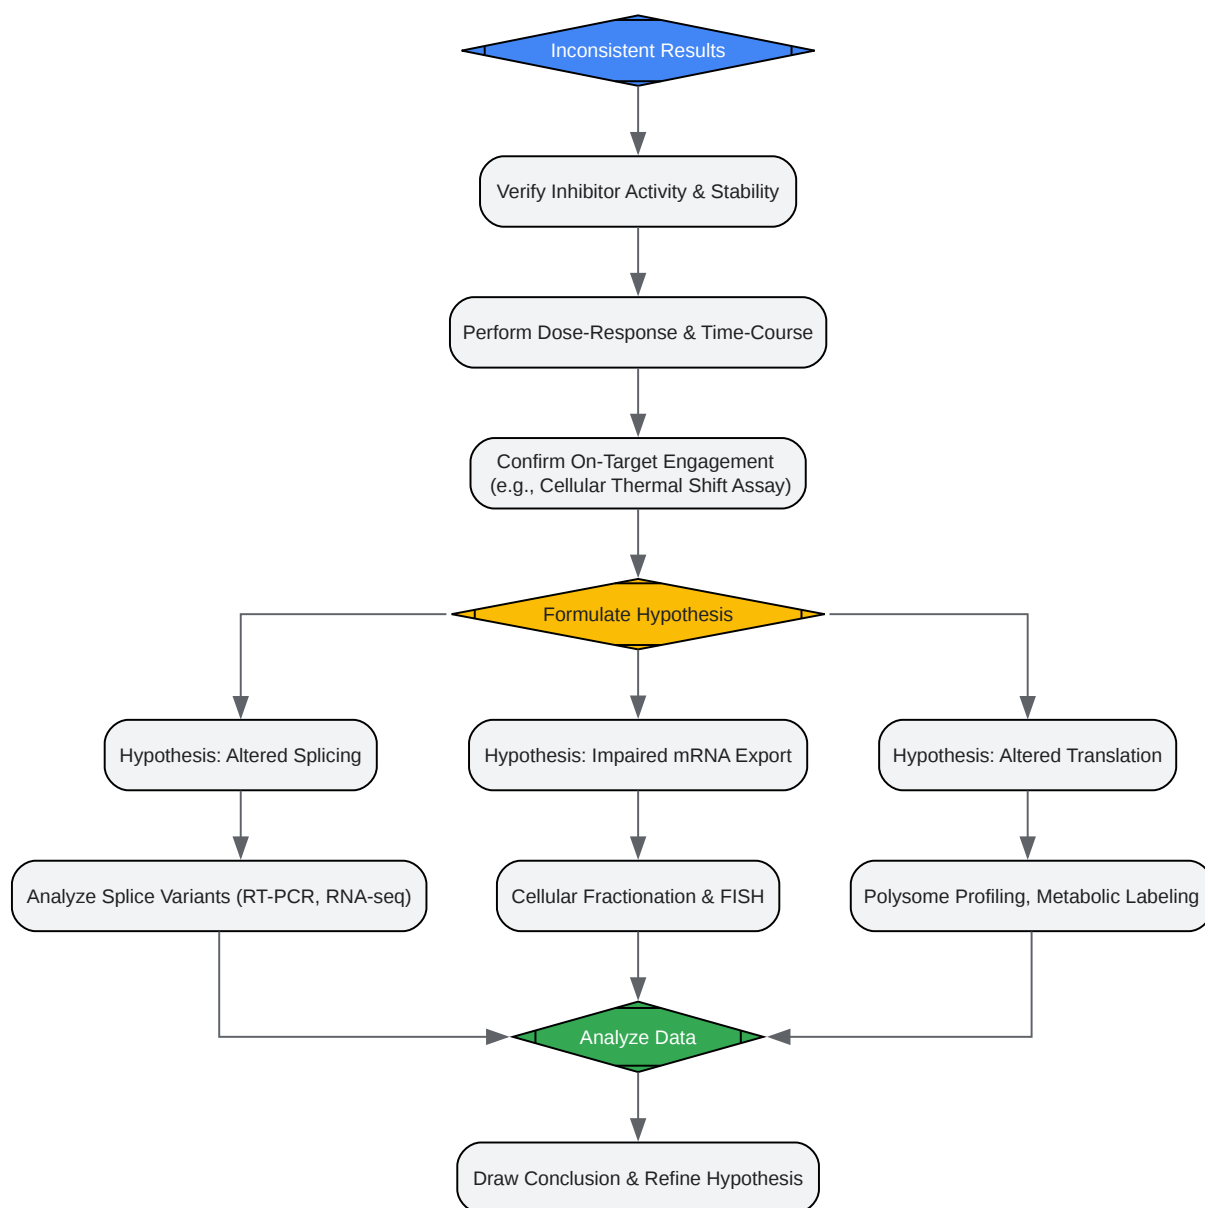 Inconsistent Results
Verify Inhibitor Activity & Stability
Perform Dose-Response & Time-Course
Confirm On-Target Engagement
(e.g., Cellular Thermal Shift Assay)
Formulate Hypothesis
Hypothesis: Altered Splicing
Hypothesis: Impaired mRNA Export
Hypothesis: Altered Translation
Analyze Splice Variants (RT-PCR, RNA-seq)
Cellular Fractionation & FISH
Polysome Profiling, Metabolic Labeling
Analyze Data
Draw Conclusion & Refine Hypothesis